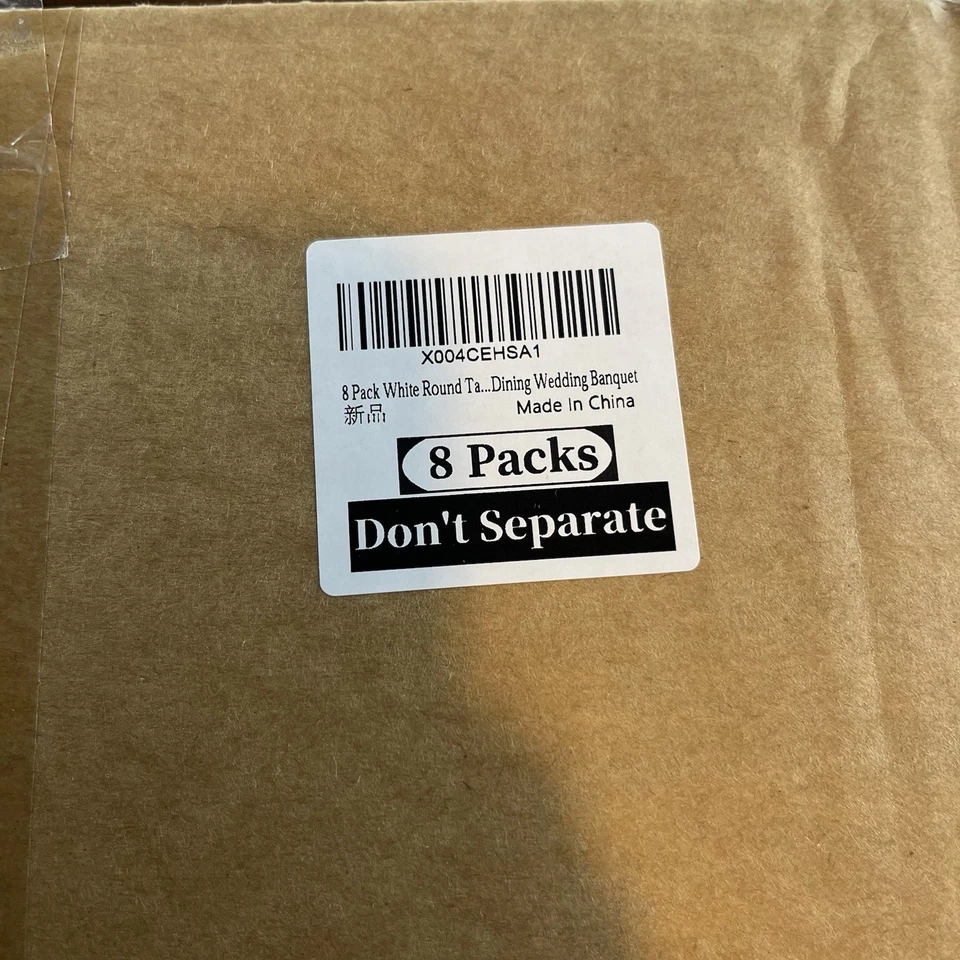 X004CEHSA1
8 Pack White Round Ta...Dining Wedding Banquet
新品 Made In China
8 Packs
Don't Separate